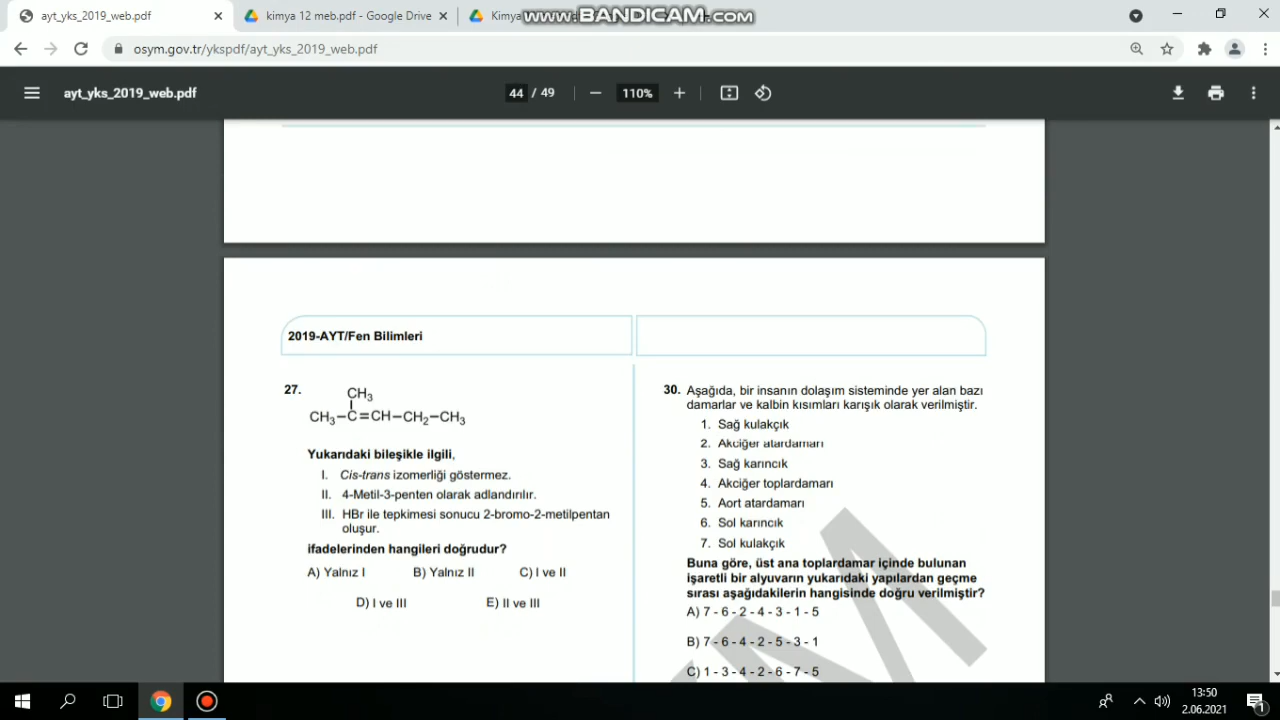 ayt_yks_2019_web.pdf
kimya 12 meb.pdf - Google Drive
Kimya
www.BANDICAM.com
osym.gov.tr/ykspdf/ayt_yks_2019_web.pdf
ayt_yks_2019_web.pdf
44 / 49
110%
2019-AYT/Fen Bilimleri
27.
CH3
CH3–C=CH–CH2–CH3
Yukarıdaki bileşikle ilgili,
I. Cis-trans izomerliği göstermez.
II. 4-Metil-3-penten olarak adlandırılır.
III. HBr ile tepkimesi sonucu 2-bromo-2-metilpentan
oluşur.
ifadelerinden hangileri doğrudur?
A) Yalnız I B) Yalnız II C) I ve II
D) I ve III E) II ve III
30. Aşağıda, bir insanın dolaşım sisteminde yer alan bazı
damarlar ve kalbin kısımları karışık olarak verilmiştir.
1. Sağ kulakçık
2. Akciğer atardamarı
3. Sağ karıncık
4. Akciğer toplardamarı
5. Aort atardamarı
6. Sol karıncık
7. Sol kulakçık
Buna göre, üst ana toplardamar içinde bulunan
işaretli bir alyuvarın yukarıdaki yapılardan geçme
sırası aşağıdakilerin hangisinde doğru verilmiştir?
A) 7 - 6 - 2 - 4 - 3 - 1 - 5
B) 7 - 6 - 4 - 2 - 5 - 3 - 1
C) 1 - 3 - 4 - 2 - 6 - 7 - 5
13:50
2.06.2021
1